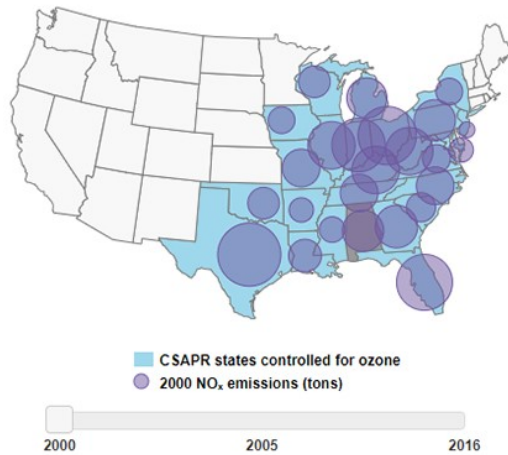 CSAPR states controlled for ozone
2000 NOₓ emissions (tons)
2000 2005 2016